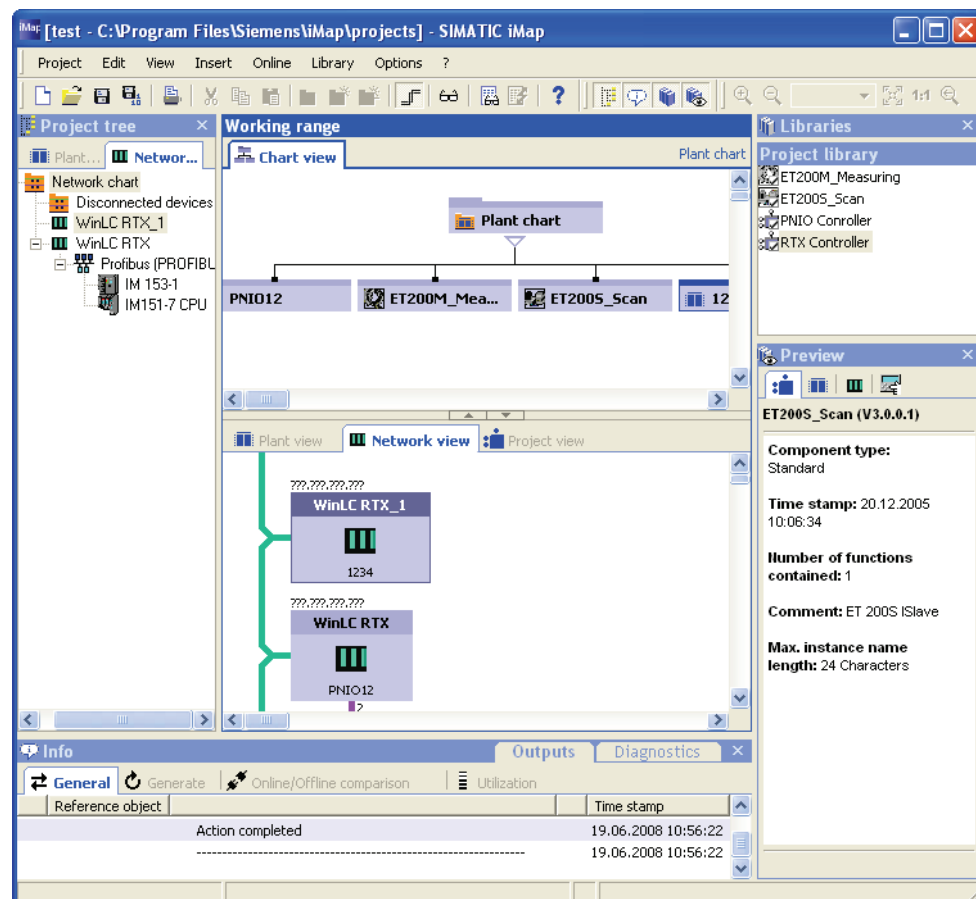 iMap [test - C:\Program Files\Siemens\iMap\projects] - SIMATIC iMap
Project Edit View Insert Online Library Options ?
1:1
Project tree
Plant... Networ...
Network chart
Disconnected devices
WinLC RTX_1
WinLC RTX
Profibus (PROFIBU
IM 153-1
IM151-7 CPU
Working range
Chart view Plant chart
Plant chart
PNIO12 ET200M_Mea... ET200S_Scan 12
Plant view Network view Project view
???.???.???.???
WinLC RTX_1
1234
???.???.???.???
WinLC RTX
PNIO12
2
Libraries
Project library
ET200M_Measuring
ET200S_Scan
PNIO Conroller
RTX Controller
Preview
ET200S_Scan (V3.0.0.1)
Component type:
Standard
Time stamp: 20.12.2005
10:06:34
Number of functions
contained: 1
Comment: ET 200S ISlave
Max. instance name
length: 24 Characters
Info Outputs Diagnostics
General Generate Online/Offline comparison Utilization
Reference object Time stamp
Action completed 19.06.2008 10:56:22
---------------------------------------------------------------- 19.06.2008 10:56:22